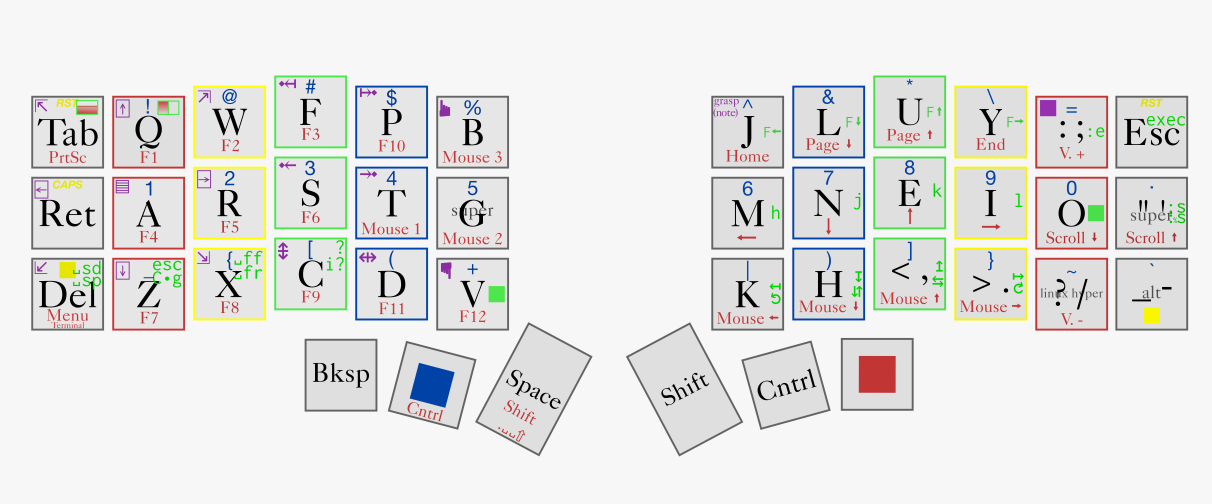 RST
Tab
PrtSc
!
Q
F1
@
W
F2
#
F
F3
$
P
F10
%
B
Mouse 3
grasp
(note)
^
J
F←
Home
&
L
F↓
Page ↓
*
U
F↑
Page ↑
\
Y
F→
End
=
: ;
:e
V. +
RST
exec
Esc
CAPS
Ret
1
A
F4
2
R
F5
3
S
F6
4
T
Mouse 1
5
G
super
Mouse 2
6
M
h
←
7
N
j
↓
8
E
k
↑
9
I
l
→
0
O
Scroll ↓
" '
super
:s
Scroll ↑
␣sd
␣sp
Del
Menu
Terminal
esc
C•g
_
Z
F7
{
␣ff
␣fr
X
F8
[
?
i?
C
F9
(
D
F11
+
V
F12
|
K
Mouse ←
)
H
Mouse ↓
]
< ,
Mouse ↑
}
> .
Mouse →
~
? /
linux hyper
V. -
`
_ -
alt
Bksp
Cntrl
Space
Shift
Shift
Cntrl